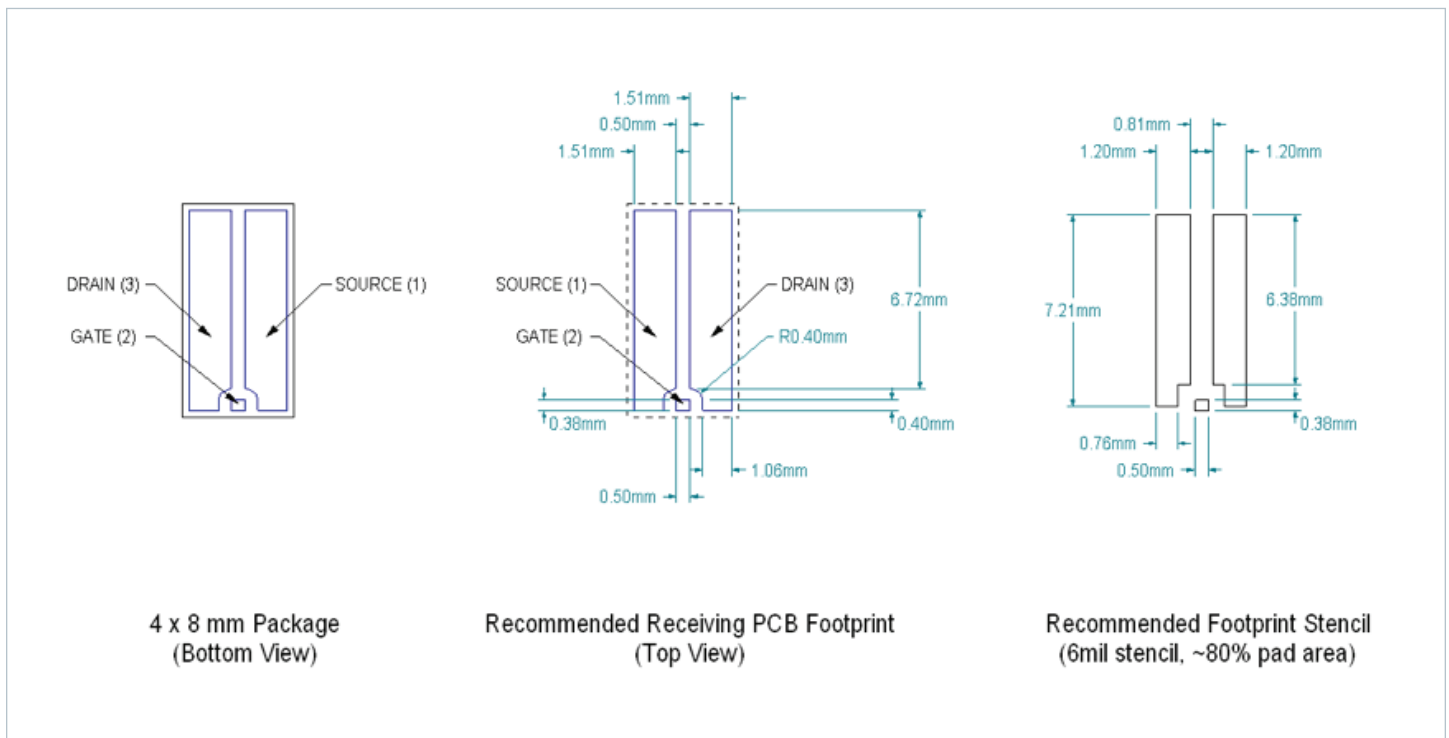 DRAIN (3)
SOURCE (1)
GATE (2)
4 x 8 mm Package
(Bottom View)
1.51mm
0.50mm
1.51mm
SOURCE (1)
DRAIN (3)
GATE (2)
6.72mm
R0.40mm
0.38mm
0.40mm
1.06mm
0.50mm
Recommended Receiving PCB Footprint
(Top View)
0.81mm
1.20mm
1.20mm
7.21mm
6.38mm
0.38mm
0.76mm
0.50mm
Recommended Footprint Stencil
(6mil stencil, ~80% pad area)